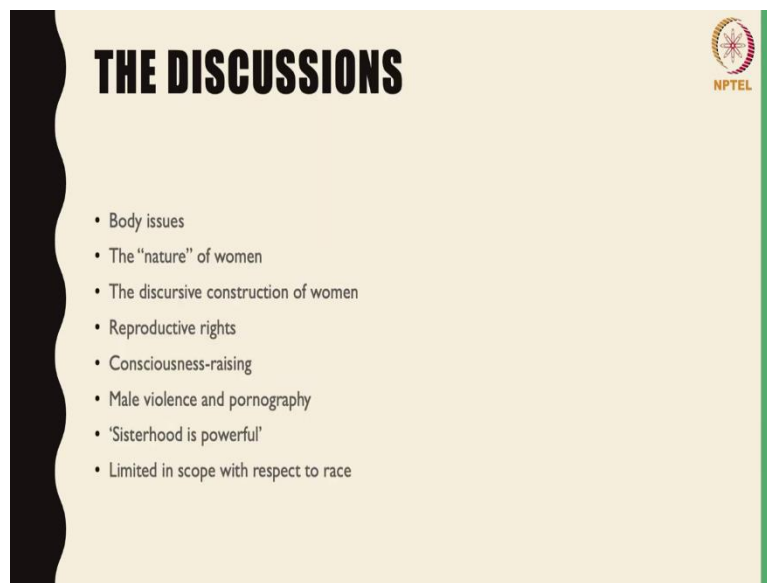 THE DISCUSSIONS
NPTEL
• Body issues
• The “nature” of women
• The discursive construction of women
• Reproductive rights
• Consciousness-raising
• Male violence and pornography
• ‘Sisterhood is powerful’
• Limited in scope with respect to race